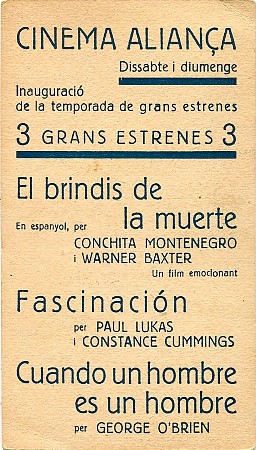 CINEMA ALIANÇA
Dissabte i diumenge
Inauguració
de la temporada de grans estrenes
3 GRANS ESTRENES 3
El brindis de
En espanyol, per la muerte
CONCHITA MONTENEGRO
i WARNER BAXTER
Un film emocionant
Fascinación
per PAUL LUKAS
i CONSTANCE CUMMINGS
Cuando un hombre
es un hombre
per GEORGE O'BRIEN